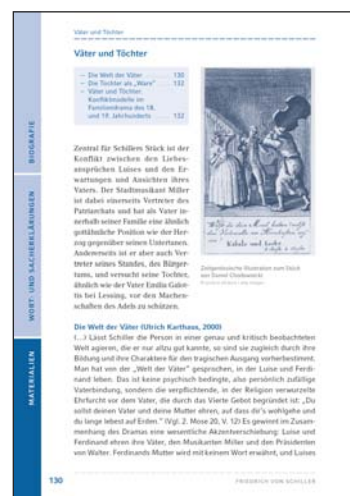 Väter und Töchter
Väter und Töchter
– Die Welt der Väter ........ 130
– Die Tochter als „Ware“ ..... 132
– Väter und Töchter.
Konfliktmodelle im
Familiendrama des 18.
und 19. Jahrhunderts ..... 132
Zentral für Schillers Stück ist der
Konflikt zwischen den Liebes-
ansprüchen Luises und den Er-
wartungen und Ansichten ihres
Vaters. Der Stadtmusikant Miller
ist dabei einerseits Vertreter des
Patriarchats und hat als Vater in-
nerhalb seiner Familie eine ähnlich
gottähnliche Position wie der Her-
zog gegenüber seinen Untertanen.
Andererseits ist er aber auch Ver-
treter seines Standes, des Bürger-
tums, und versucht seine Tochter,
ähnlich wie der Vater Emilia Galot-
tis bei Lessing, vor den Machen-
schaften des Adels zu schützen.
Kabale und Liebe
Zeitgenössische Illustration zum Stück
von Daniel Chodowiecki
Die Welt der Väter (Ulrich Karthaus, 2000)
(...) Lässt Schiller die Person in einer genau und kritisch beobachteten
Welt agieren, die er nur allzu gut kannte, so sind sie zugleich durch ihre
Bildung und ihre Charaktere für den tragischen Ausgang vorherbestimmt.
Man hat von der „Welt der Väter“ gesprochen, in der Luise und Ferdi-
nand leben. Das ist keine psychisch bedingte, also persönlich zufällige
Vaterbindung, sondern die verpflichtende, in der Religion verwurzelte
Ehrfurcht vor dem Vater, die durch das Vierte Gebot begründet ist: „Du
sollst deinen Vater und deine Mutter ehren, auf dass dir's wohlgehe und
du lange lebest auf Erden.“ (Vgl. 2. Mose 20, V. 12) Es gewinnt im Zusam-
menhang des Dramas eine wesentliche Akzentverschiebung: Luise und
Ferdinand ehren ihre Väter, den Musikanten Miller und den Präsidenten
von Walter. Ferdinands Mutter wird mit keinem Wort erwähnt, und Luises
130
FRIEDRICH VON SCHILLER
BIOGRAFIE
WORT- UND SACHERKLÄRUNGEN
MATERIALIEN